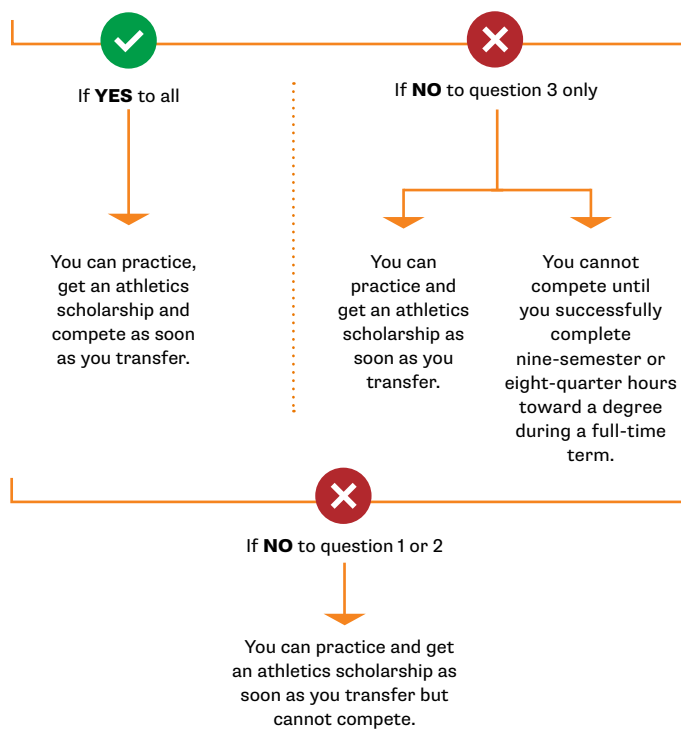 If YES to all
If NO to question 3 only
You can practice,
get an athletics
scholarship and
compete as soon
as you transfer.
You can
practice and
get an athletics
scholarship as
soon as you
transfer.
You cannot
compete until
you successfully
complete
nine-semester or
eight-quarter hours
toward a degree
during a full-time
term.
If NO to question 1 or 2
You can practice and get
an athletics scholarship as
soon as you transfer but
cannot compete.